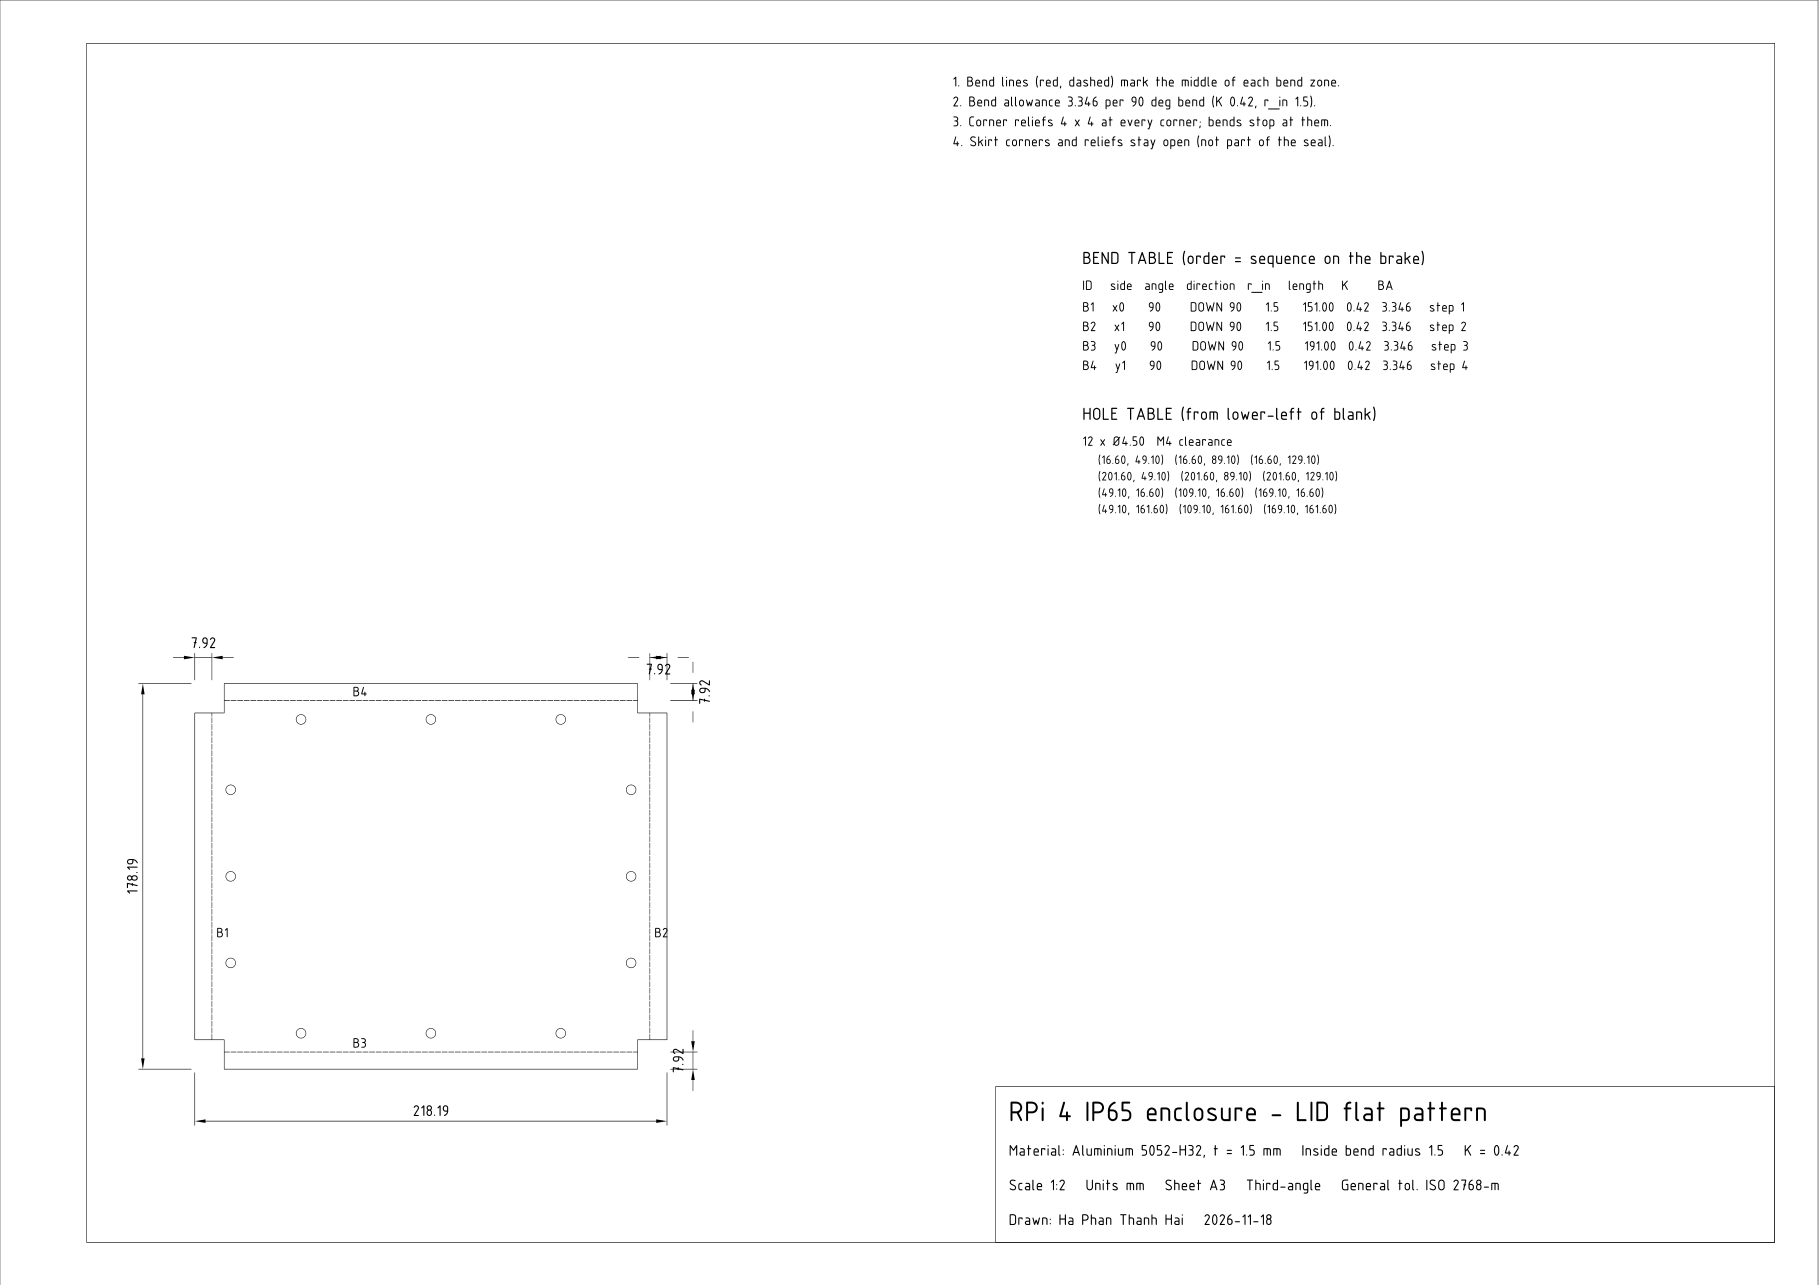 1. Bend lines (red, dashed) mark the middle of each bend zone.
2. Bend allowance 3.346 per 90 deg bend (K 0.42, r_in 1.5).
3. Corner reliefs 4 x 4 at every corner; bends stop at them.
4. Skirt corners and reliefs stay open (not part of the seal).
BEND TABLE (order = sequence on the brake)
ID side angle direction r_in length K BA
B1 x0 90 DOWN 90 1.5 151.00 0.42 3.346 step 1
B2 x1 90 DOWN 90 1.5 151.00 0.42 3.346 step 2
B3 y0 90 DOWN 90 1.5 191.00 0.42 3.346 step 3
B4 y1 90 DOWN 90 1.5 191.00 0.42 3.346 step 4
HOLE TABLE (from lower-left of blank)
12 x Ø4.50 M4 clearance
(16.60, 49.10) (16.60, 89.10) (16.60, 129.10)
(201.60, 49.10) (201.60, 89.10) (201.60, 129.10)
(49.10, 16.60) (109.10, 16.60) (169.10, 16.60)
(49.10, 161.60) (109.10, 161.60) (169.10, 161.60)
7.92
7.92
7.92
B4
178.19
B1
B2
B3
7.92
218.19
RPi 4 IP65 enclosure - LID flat pattern
Material: Aluminium 5052-H32, t = 1.5 mm Inside bend radius 1.5 K = 0.42
Scale 1:2 Units mm Sheet A3 Third-angle General tol. ISO 2768-m
Drawn: Ha Phan Thanh Hai 2026-11-18